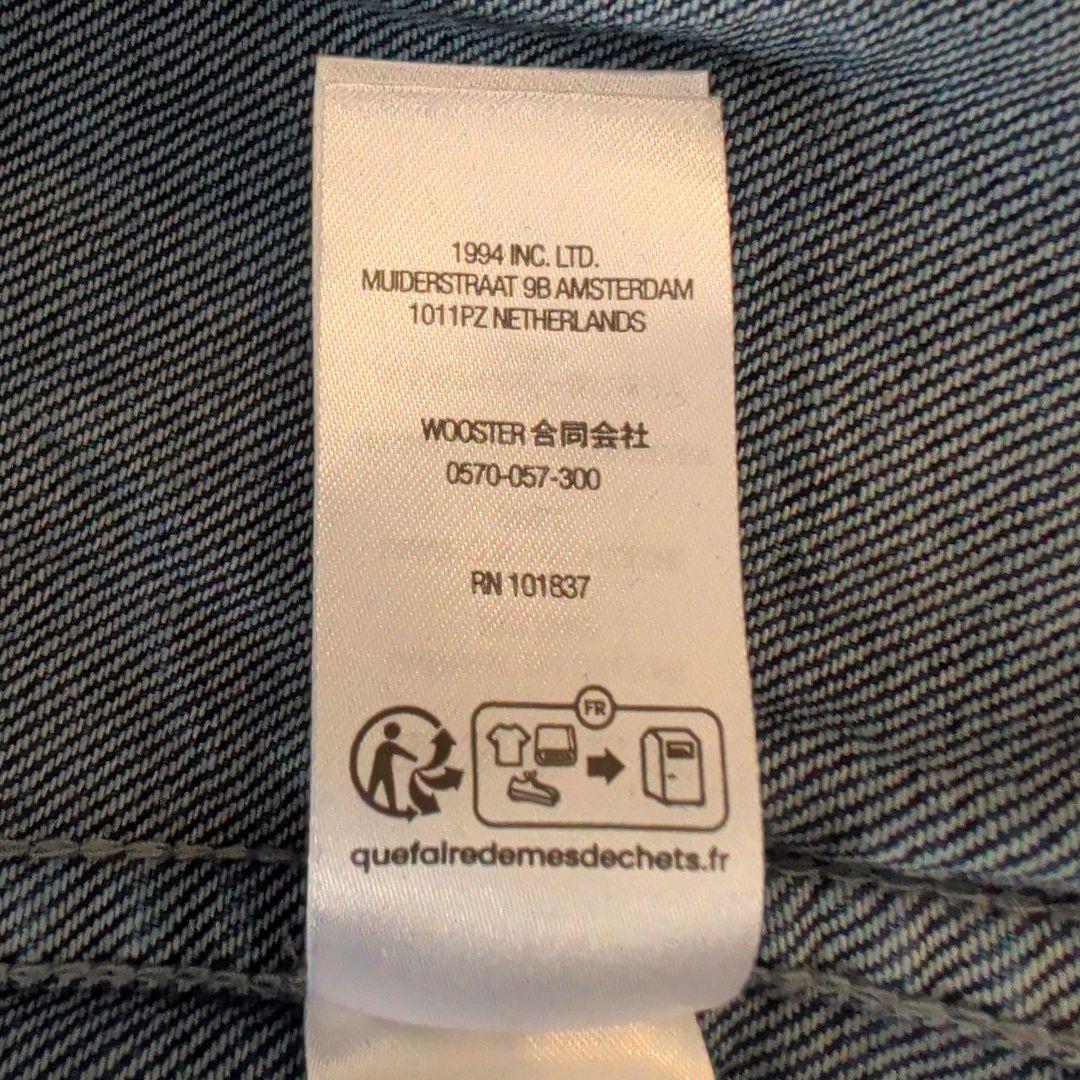 1994 INC. LTD.
MUIDERSTRAAT 9B AMSTERDAM
1011PZ NETHERLANDS
WOOSTER 合同会社
0570-057-300
RN 101837
FR
quefairedemesdechets.fr